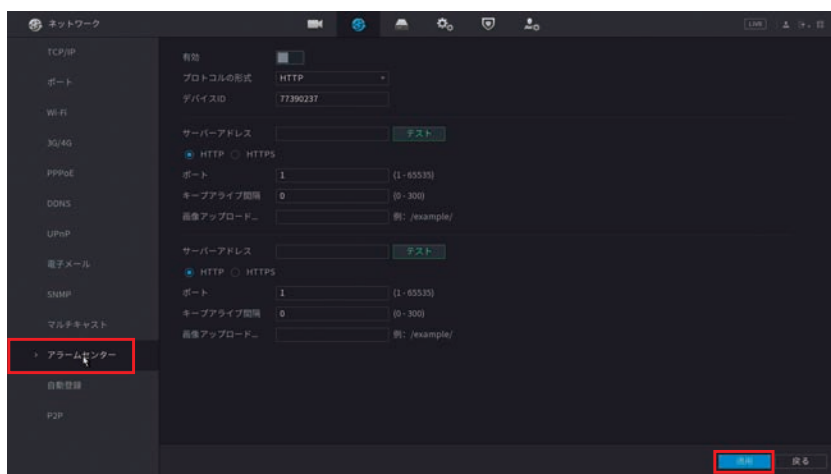 ネットワーク
LIVE
TCP/IP
ポート
Wi-Fi
3G/4G
PPPoE
DDNS
UPnP
電子メール
SNMP
マルチキャスト
アラームセンター
自動登録
P2P
有効
プロトコルの形式 HTTP
デバイスID 77390237
サーバーアドレス テスト
HTTP HTTPS
ポート 1 (1 - 65535)
キープアライブ間隔 0 (0 - 300)
画像アップロード... 例: /example/
サーバーアドレス テスト
HTTP HTTPS
ポート 1 (1 - 65535)
キープアライブ間隔 0 (0 - 300)
画像アップロード... 例: /example/
適用 戻る